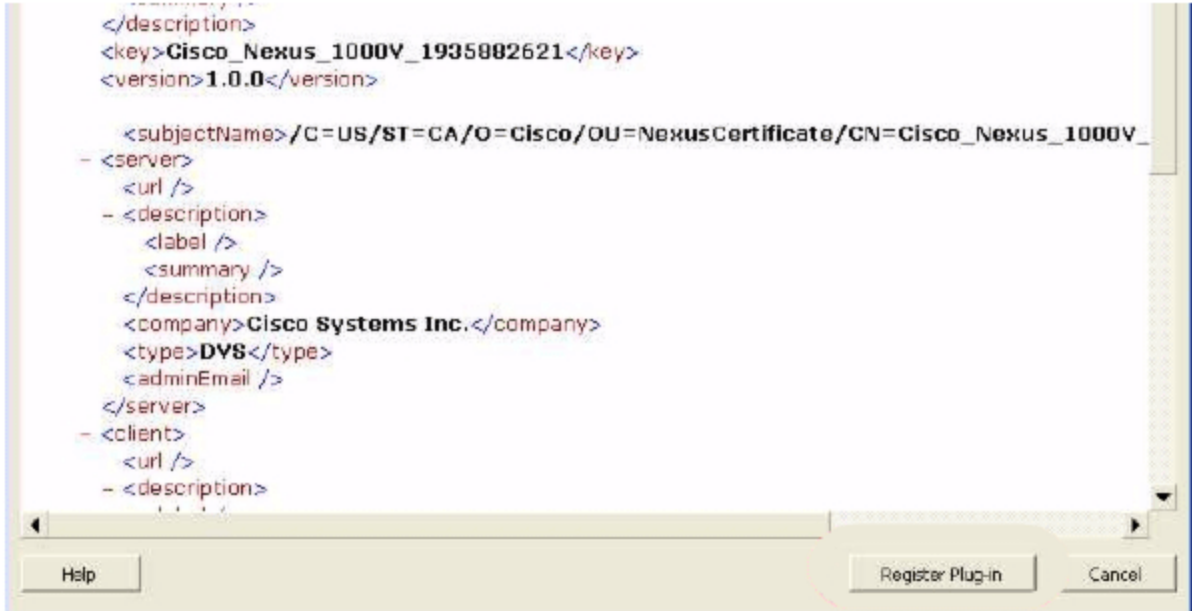 </description>
<key>Cisco_Nexus_1000V_1935882621</key>
<version>1.0.0</version>
<subjectName>/C=US/ST=CA/O=Cisco/OU=NexusCertificate/CN=Cisco_Nexus_1000V_
- <server>
<url />
- <description>
<label />
<summary />
</description>
<company>Cisco Systems Inc.</company>
<type>DVS</type>
<adminEmail />
</server>
- <client>
<url />
- <description>
Help Register Plug-in Cancel